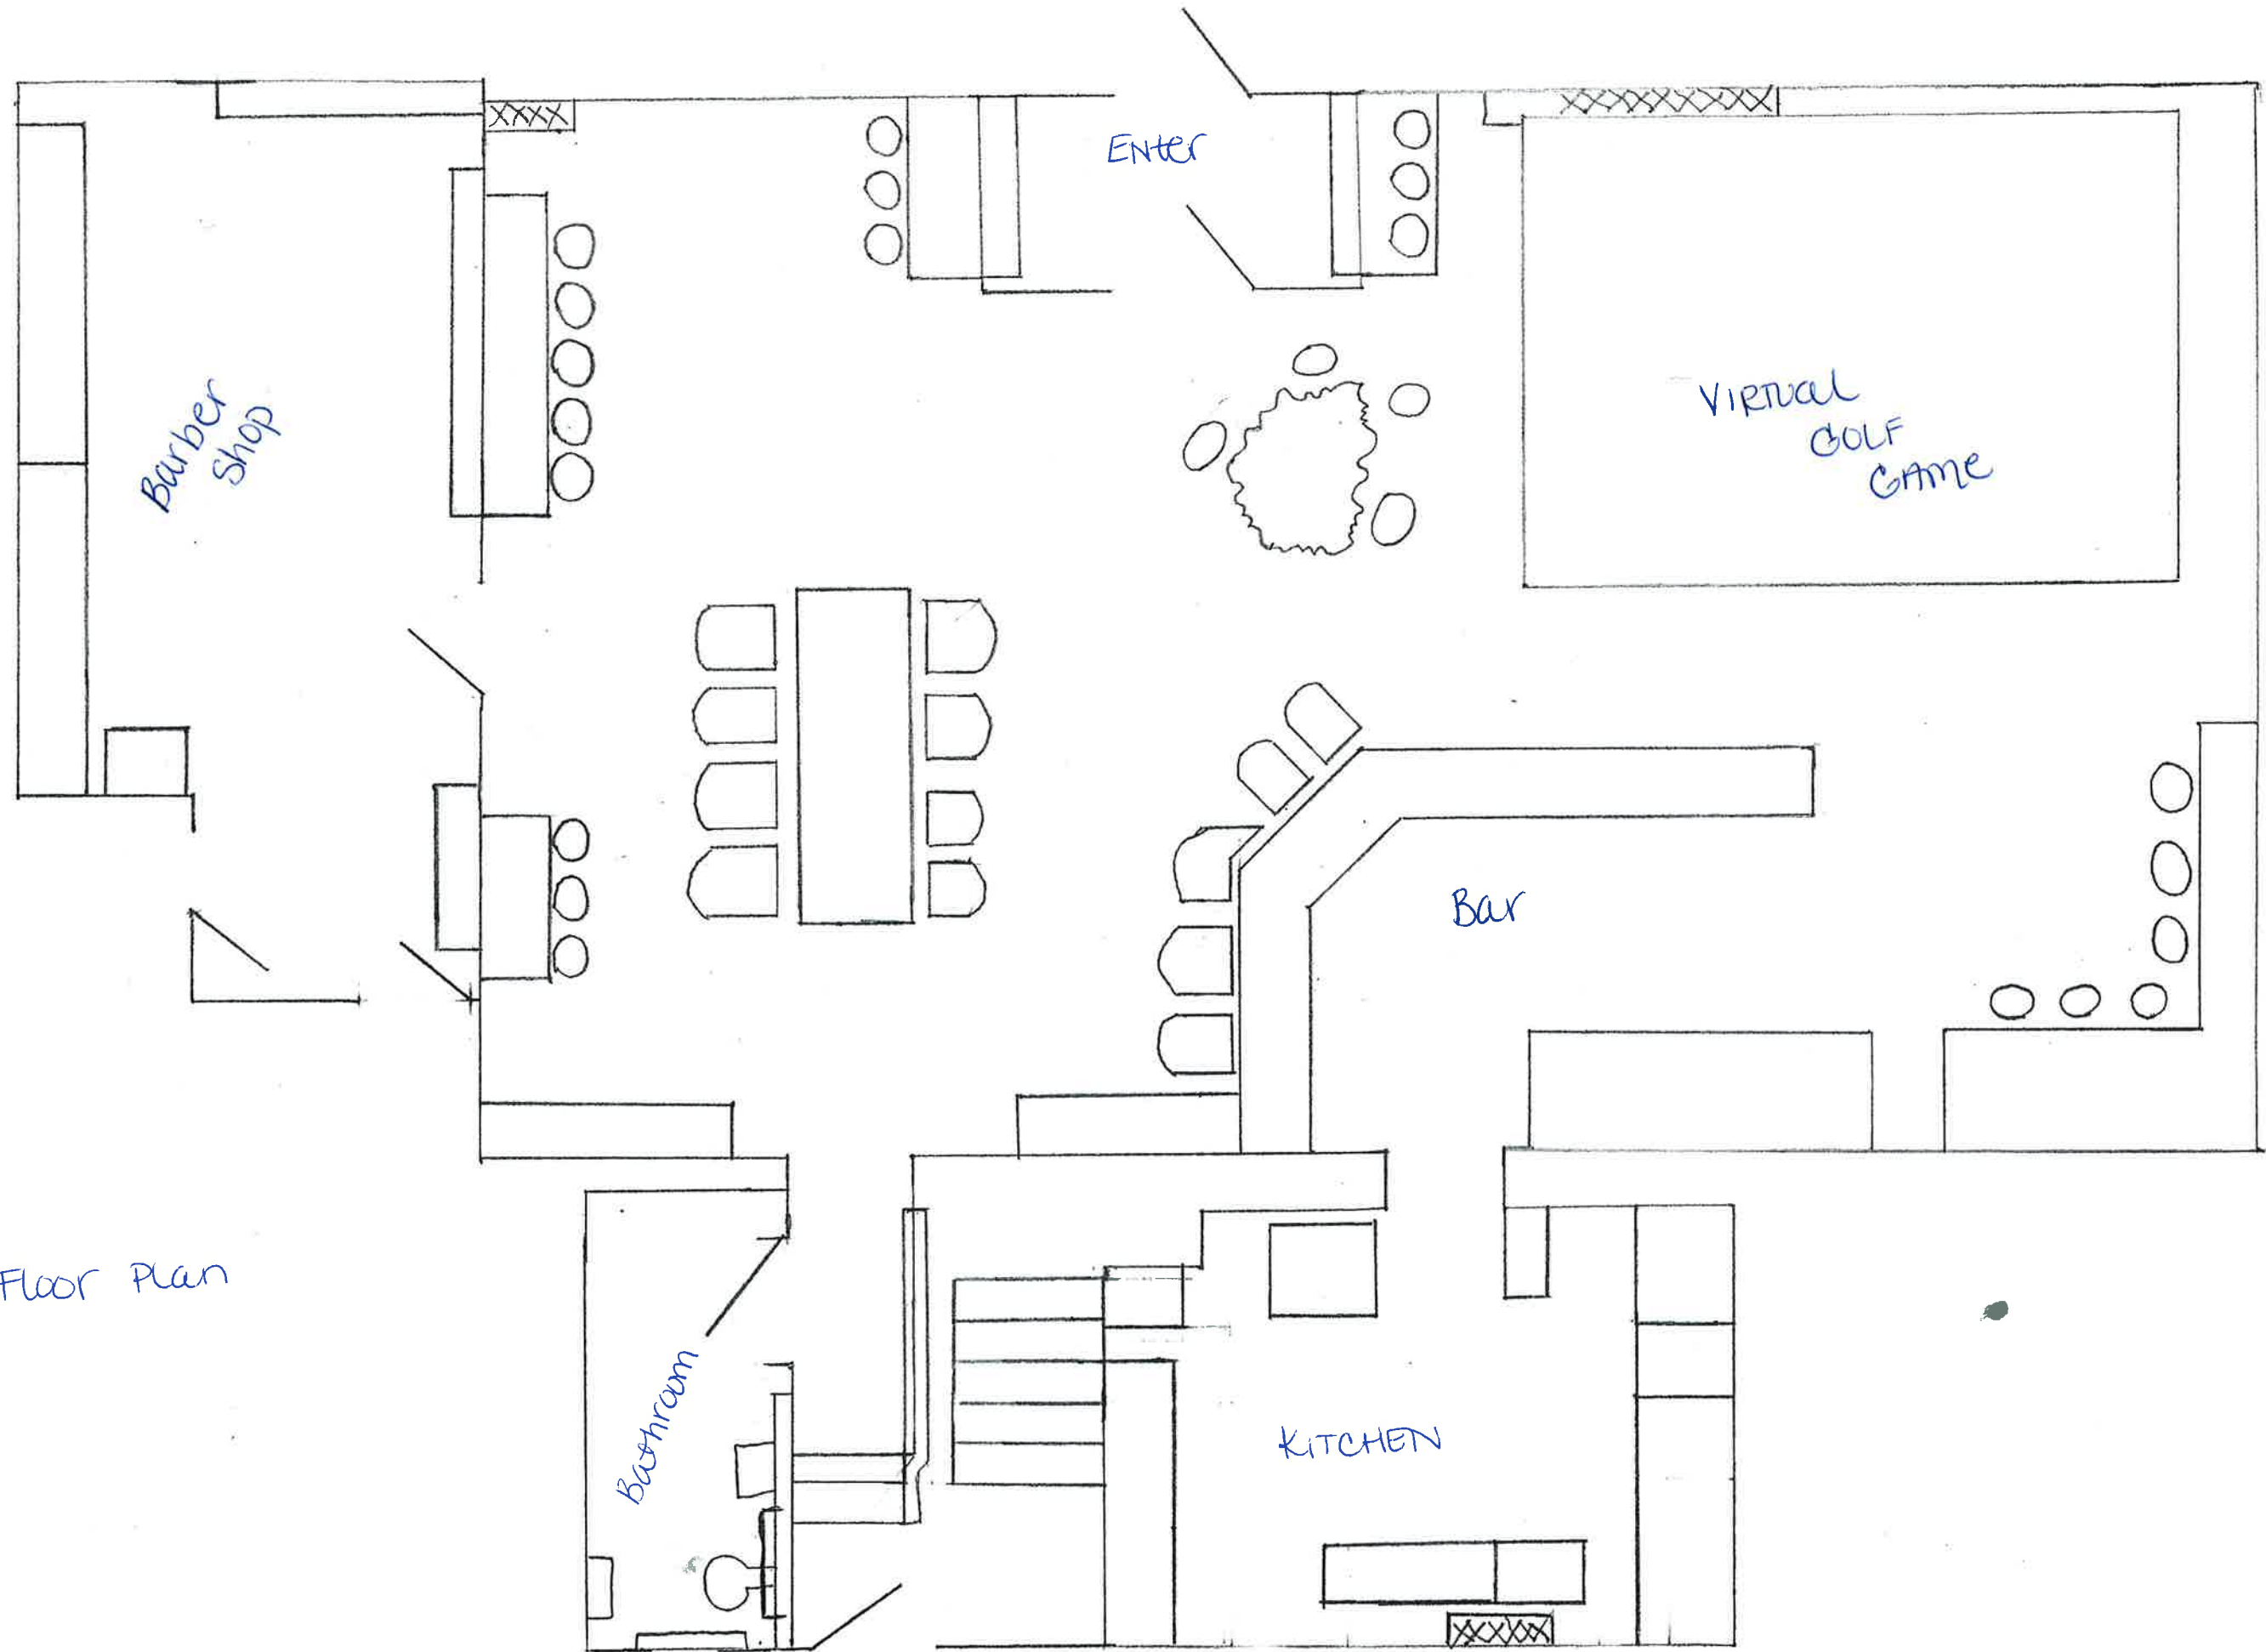 Enter
Barber
Shop
VIRTUAL
GOLF
GAME
Bar
Floor Plan
Bathroom
KITCHEN